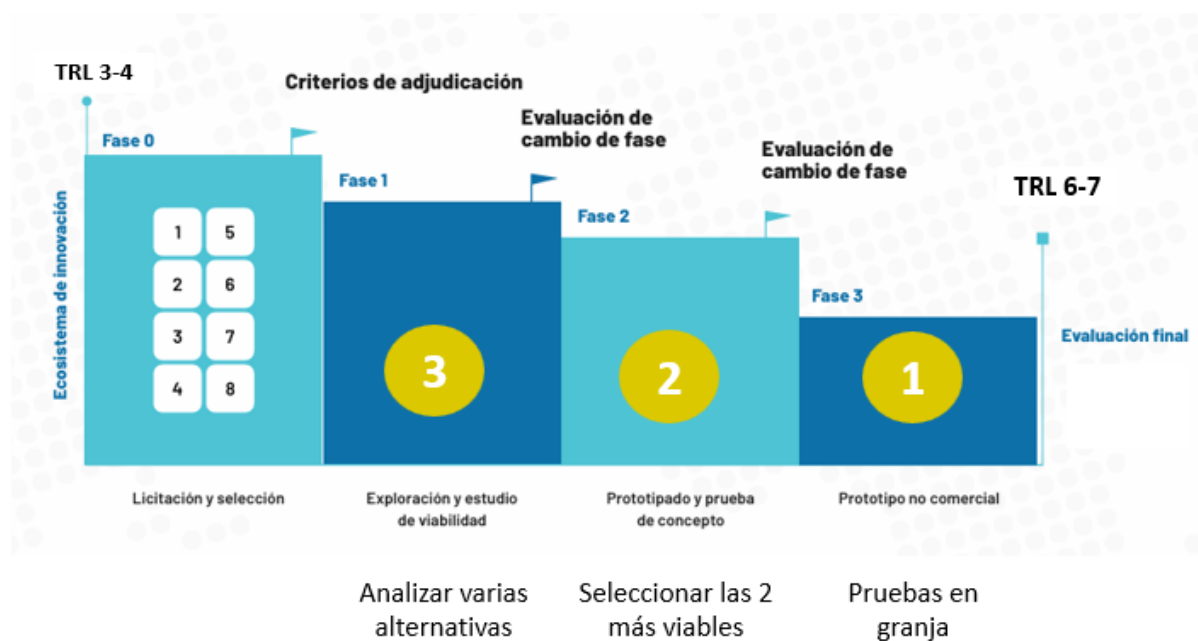 TRL 3-4
Criterios de adjudicación
Evaluación de
cambio de fase
Evaluación de
cambio de fase
TRL 6-7
Fase 0
Fase 1
Fase 2
Fase 3
Ecosistema de innovación
1 5
2 6
3 7
4 8
3
2
1
Evaluación final
Licitación y selección
Exploración y estudio
de viabilidad
Prototipado y prueba
de concepto
Prototipo no comercial
Analizar varias
alternativas
Seleccionar las 2
más viables
Pruebas en
granja